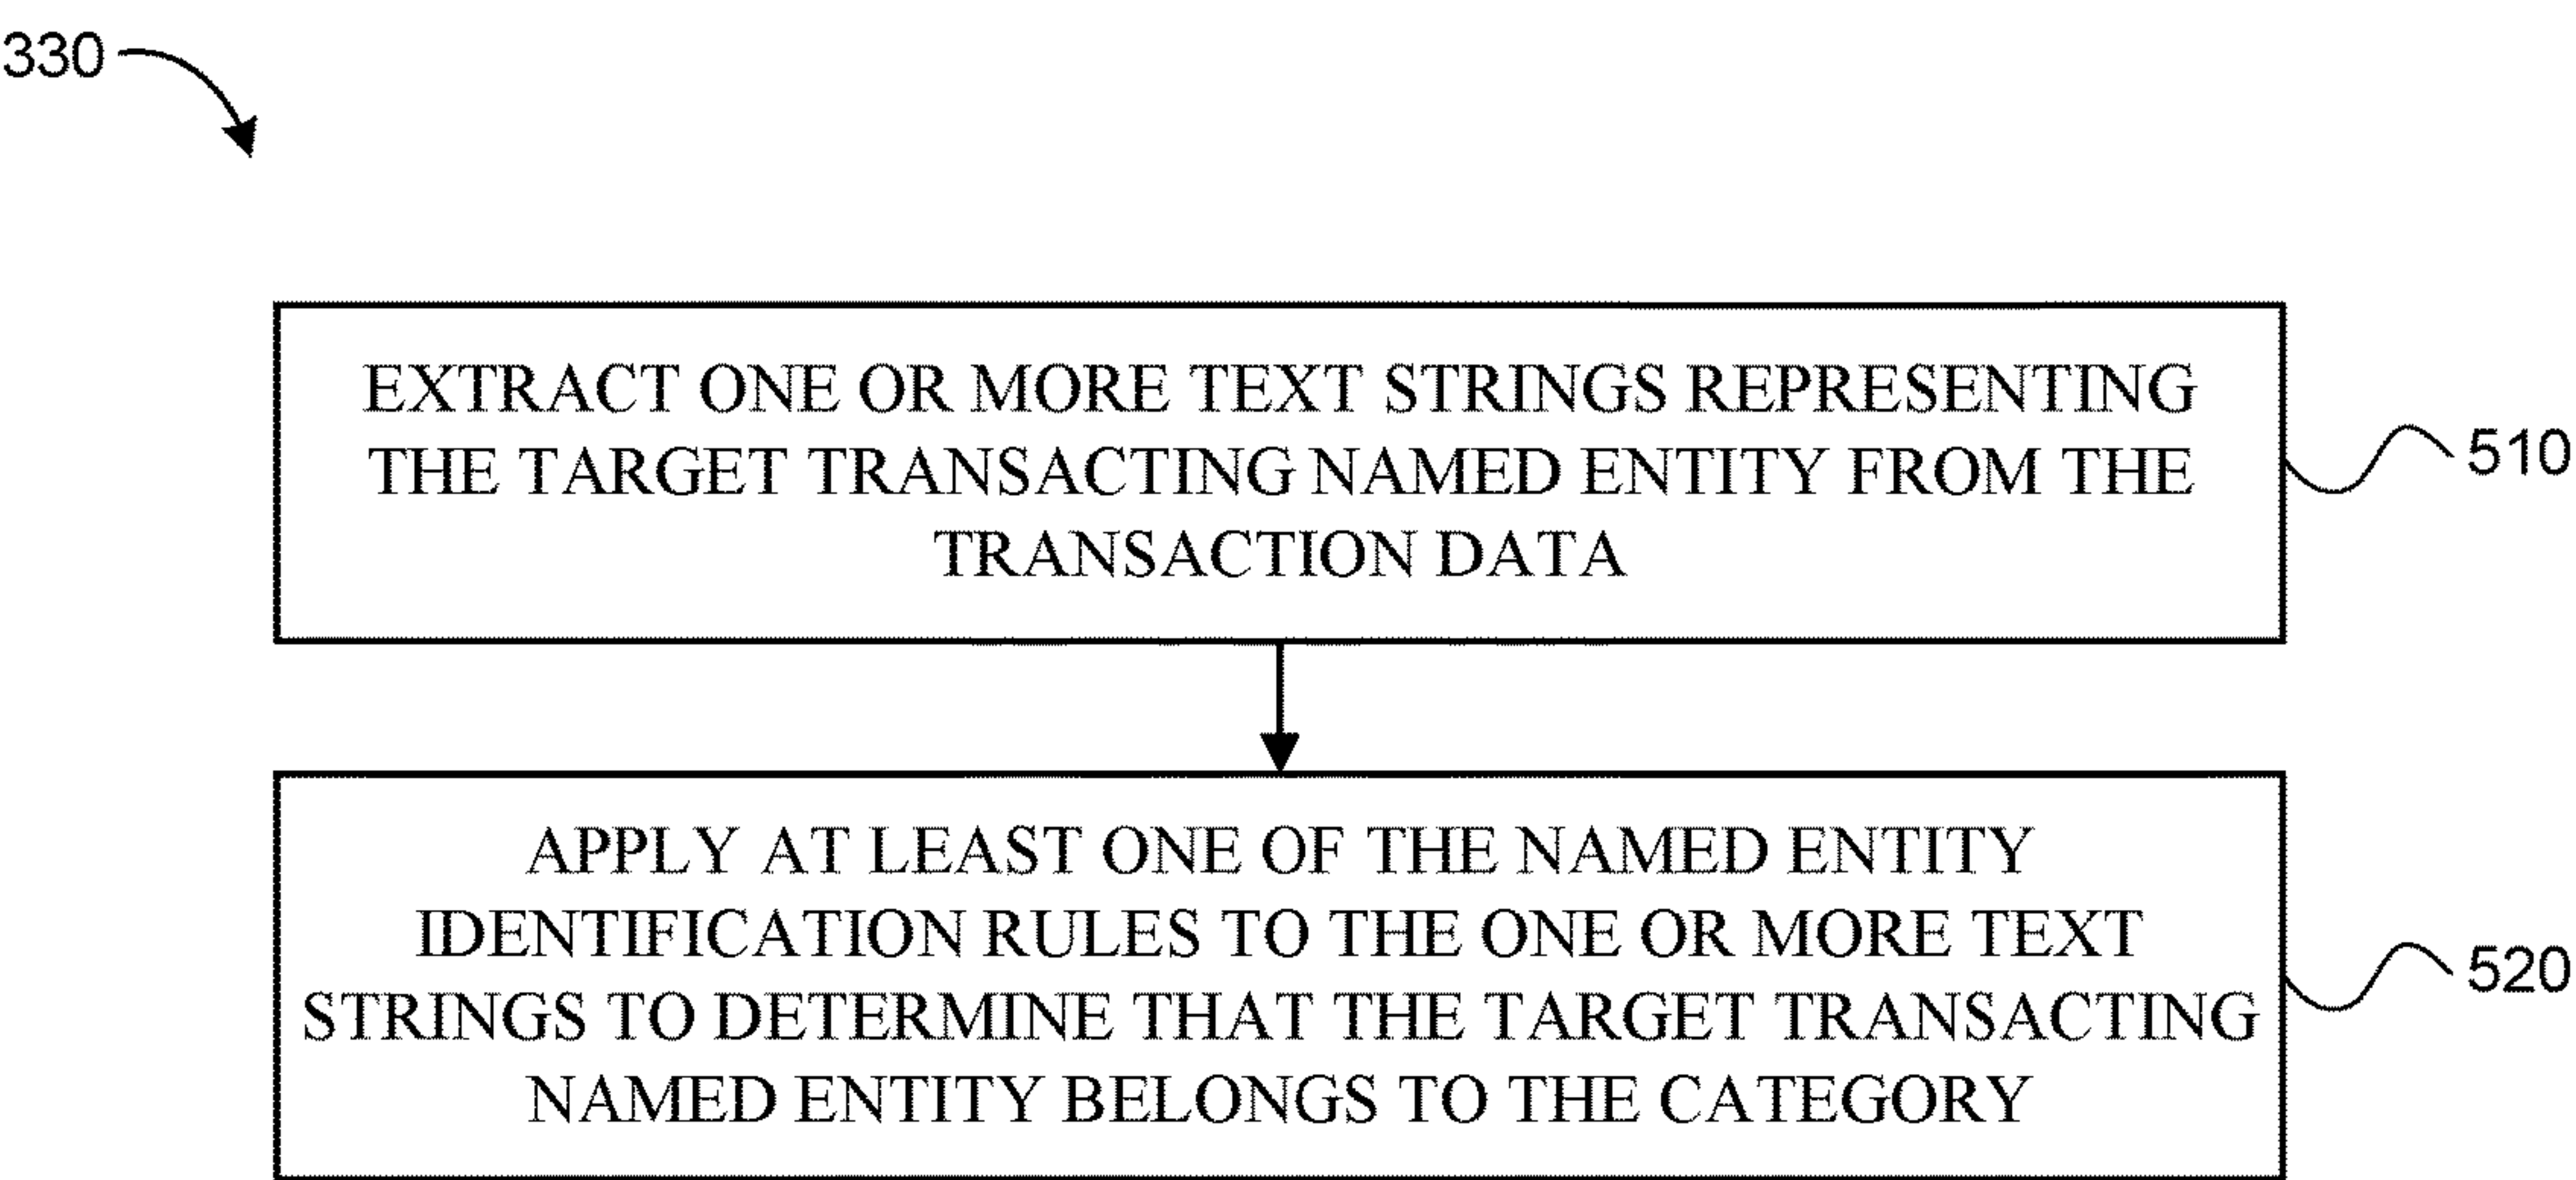 330
EXTRACT ONE OR MORE TEXT STRINGS REPRESENTING
THE TARGET TRANSACTING NAMED ENTITY FROM THE
TRANSACTION DATA
510
APPLY AT LEAST ONE OF THE NAMED ENTITY
IDENTIFICATION RULES TO THE ONE OR MORE TEXT
STRINGS TO DETERMINE THAT THE TARGET TRANSACTING
NAMED ENTITY BELONGS TO THE CATEGORY
520